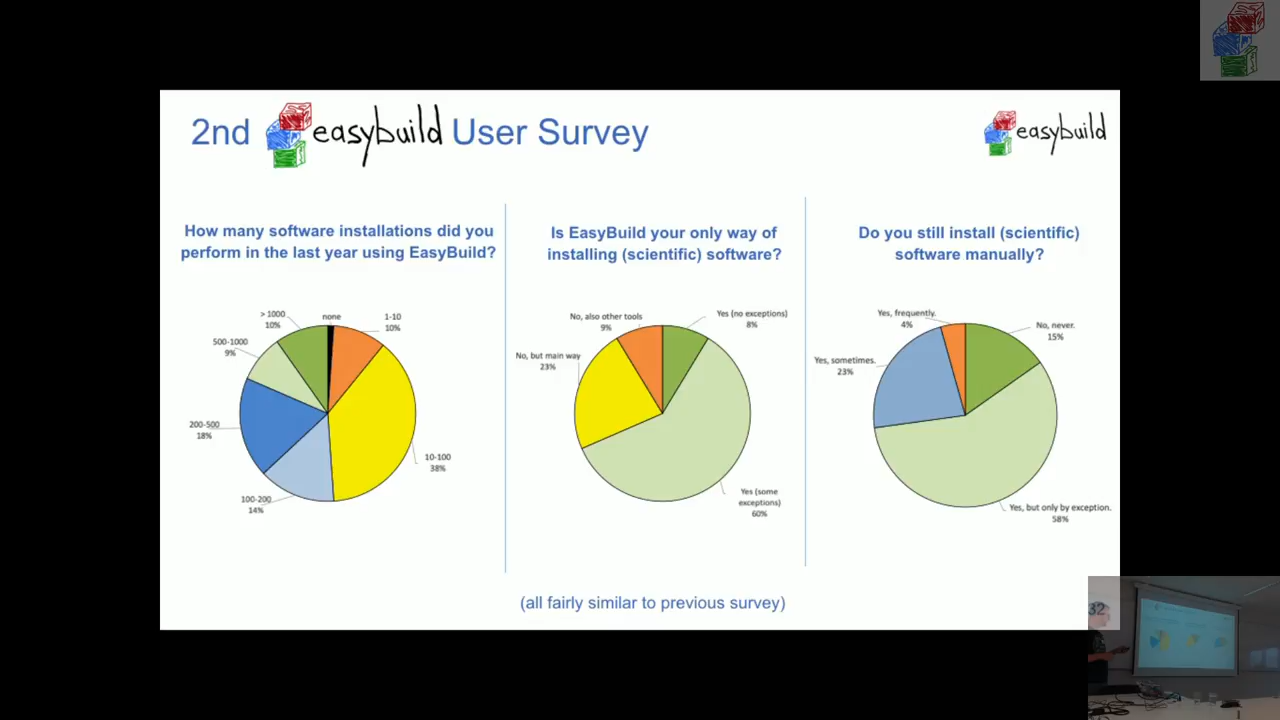 2nd easybuild User Survey
easybuild
How many software installations did you
perform in the last year using EasyBuild?
> 1000
10%
none
1-10
10%
500-1000
9%
200-500
18%
100-200
14%
10-100
38%
Is EasyBuild your only way of
installing (scientific) software?
No, also other tools
9%
Yes (no exceptions)
8%
No, but main way
23%
Yes (some
exceptions)
60%
Do you still install (scientific)
software manually?
Yes, frequently.
4%
No, never.
15%
Yes, sometimes.
23%
Yes, but only by exception.
58%
(all fairly similar to previous survey)
32